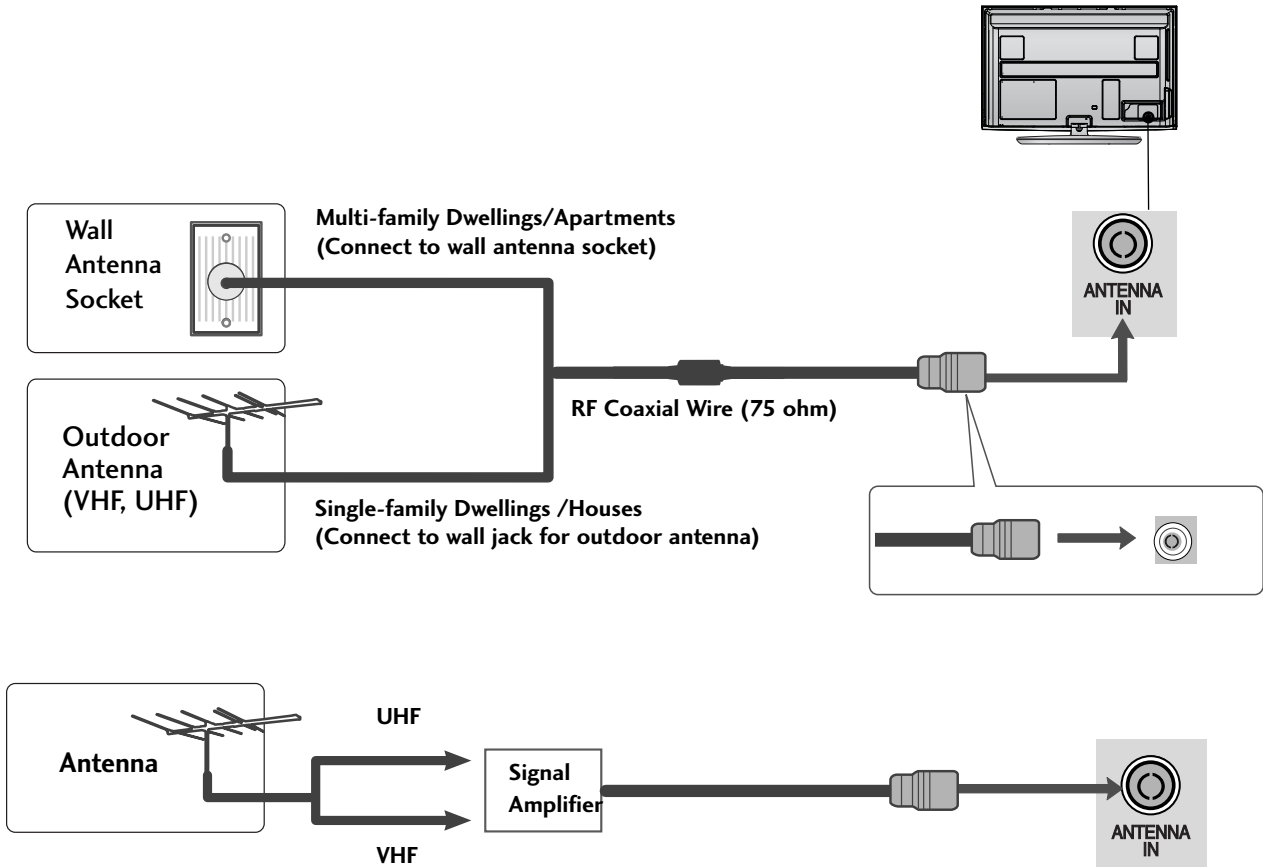 Wall
Antenna
Socket
Multi-family Dwellings/Apartments
(Connect to wall antenna socket)
ANTENNA
IN
RF Coaxial Wire (75 ohm)
Outdoor
Antenna
(VHF, UHF)
Single-family Dwellings /Houses
(Connect to wall jack for outdoor antenna)
Antenna
UHF
VHF
Signal
Amplifier
ANTENNA
IN